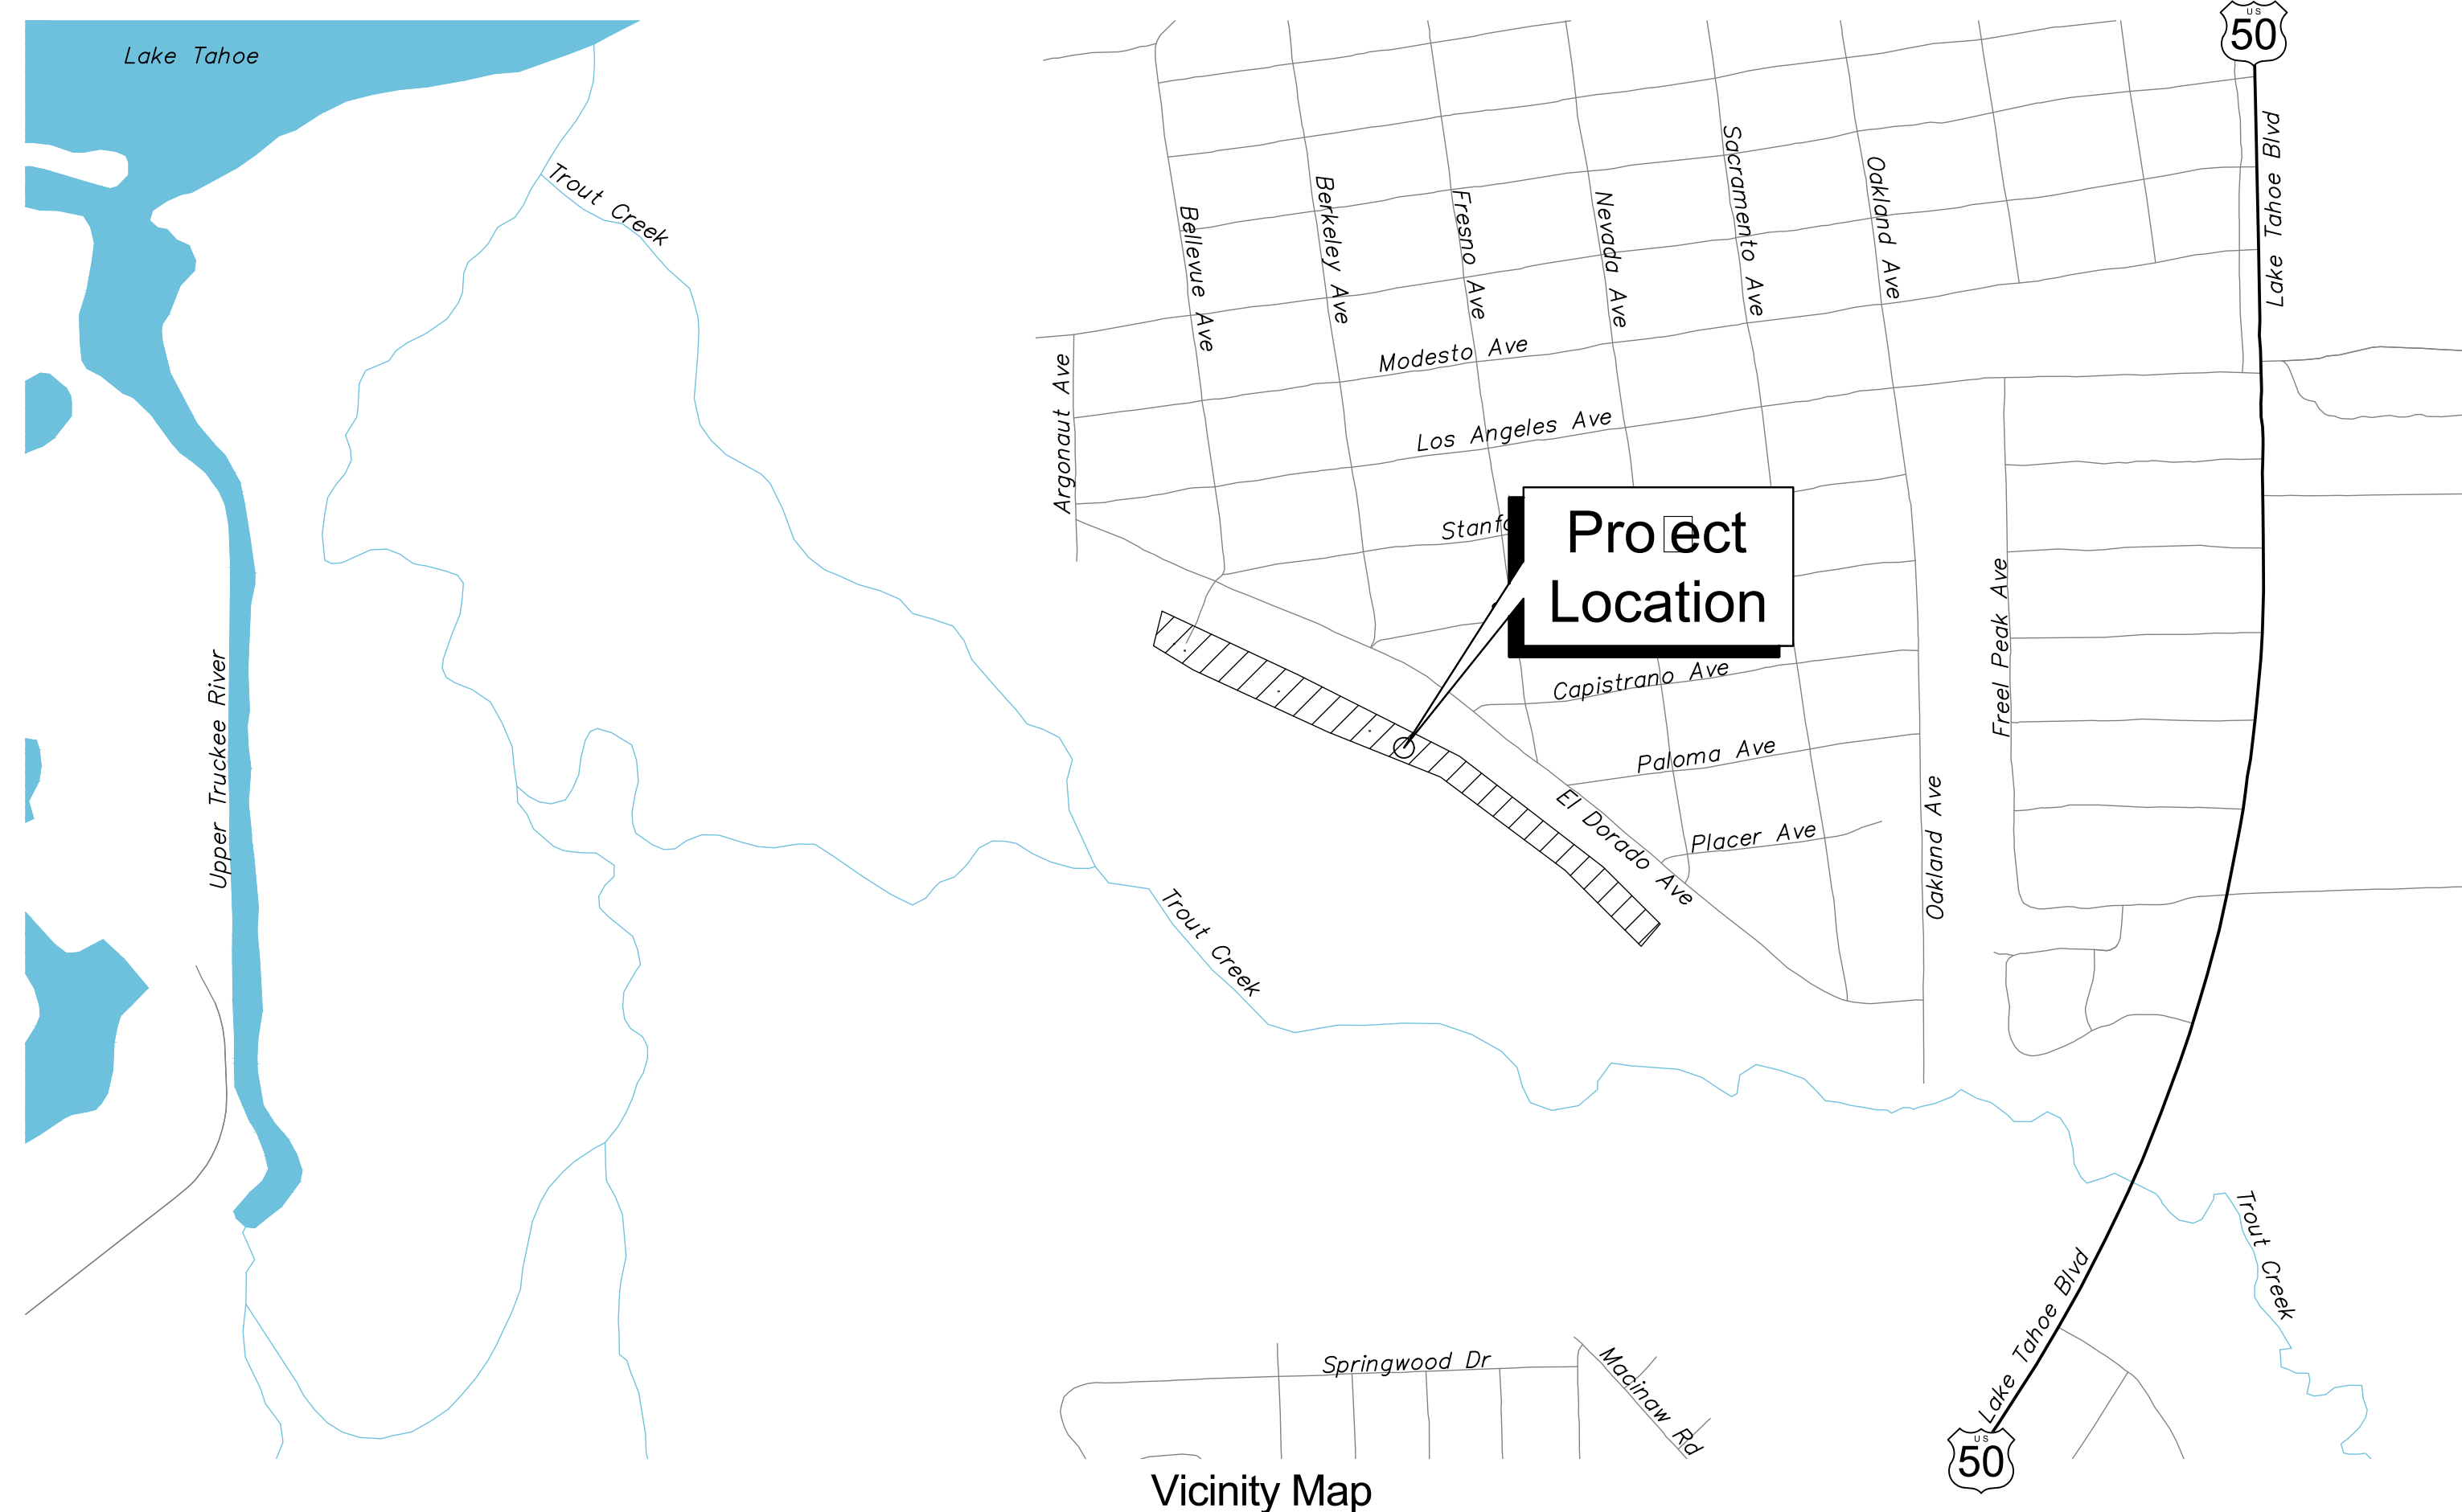 Lake Tahoe
US
50
Trout Creek
Lake Tahoe Blvd
Bellevue Ave
Berkeley Ave
Fresno Ave
Nevada Ave
Sacramento Ave
Oakland Ave
Argonaut Ave
Modesto Ave
Los Angeles Ave
Project
Location
Freel Peak Ave
Upper Truckee River
Capistrano Ave
Paloma Ave
El Dorado Ave
Placer Ave
Oakland Ave
Trout Creek
Trout Creek
Lake Tahoe Blvd
Springwood Dr
Macinaw Rd
US
50
Vicinity Map